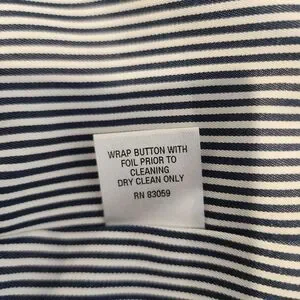 WRAP BUTTON WITH
FOIL PRIOR TO
CLEANING
DRY CLEAN ONLY
RN 83059